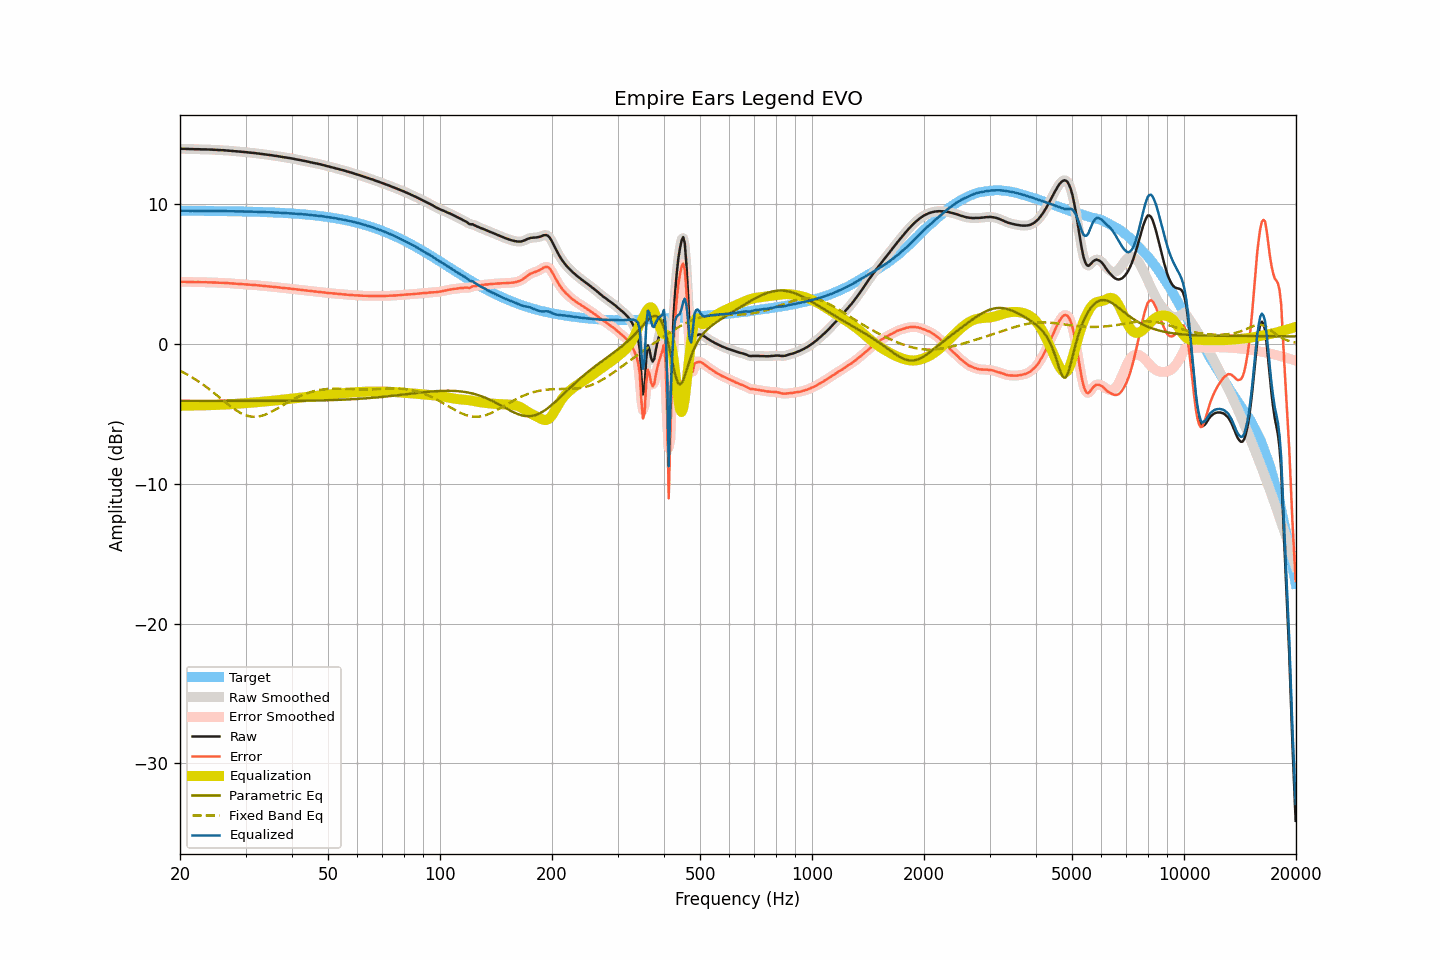 Empire Ears Legend EVO
Amplitude (dBr)
10
0
−10
−20
−30
Target
Raw Smoothed
Error Smoothed
Raw
Error
Equalization
Parametric Eq
Fixed Band Eq
Equalized
20 50 100 200 500 1000 2000 5000 10000 20000
Frequency (Hz)